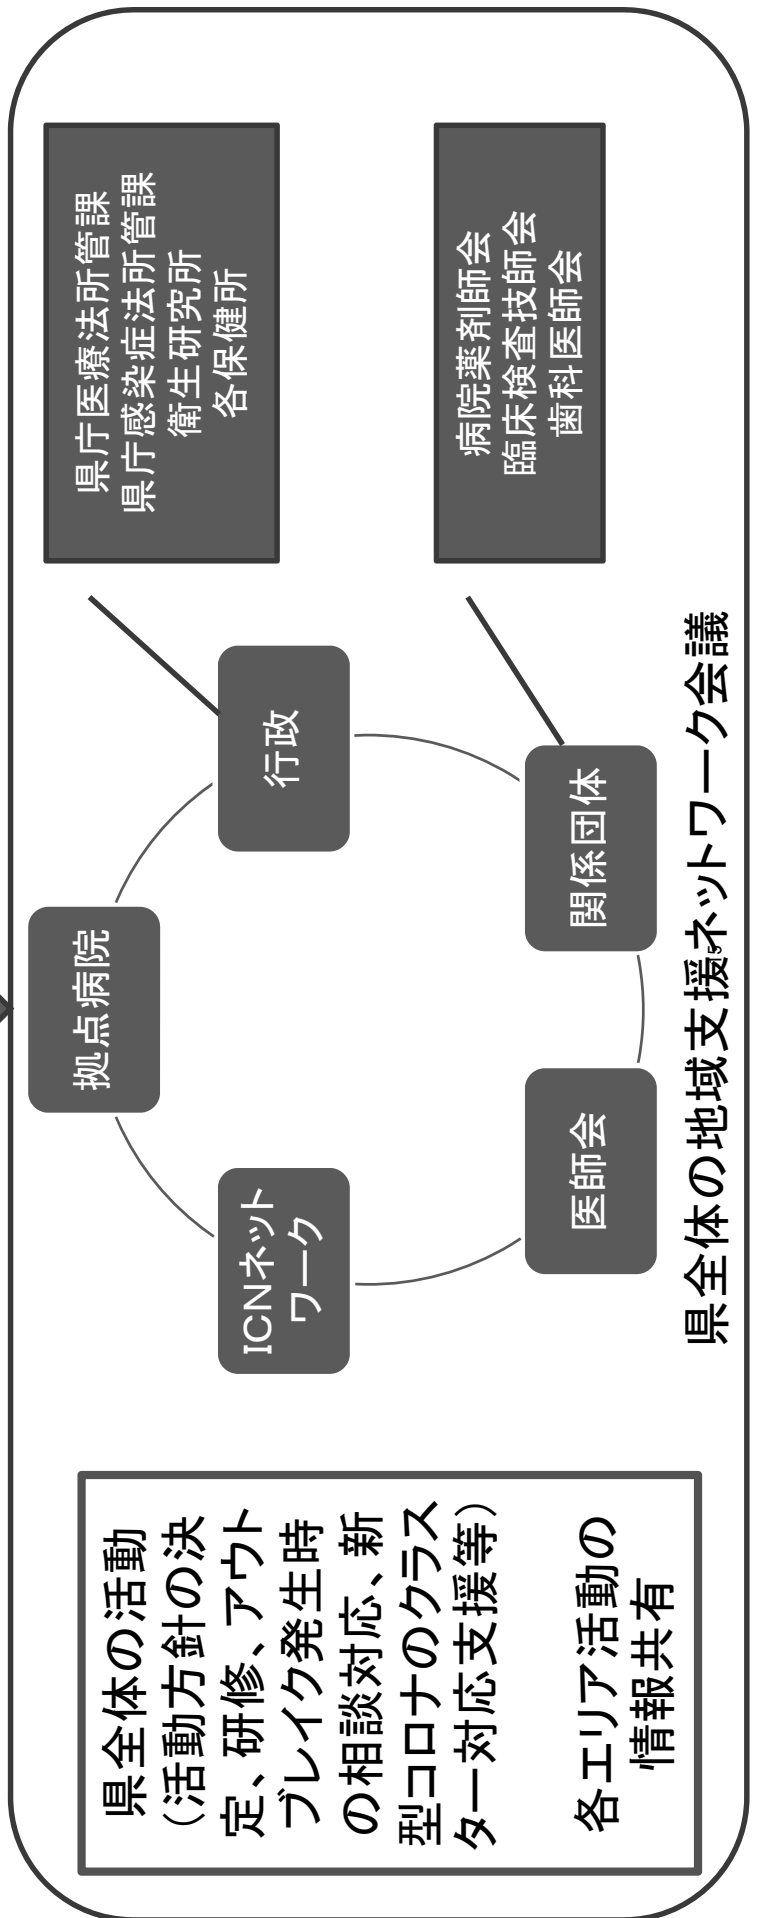 県全体の活動
（活動方針の決
定、研修、アウト
ブレイク発生時
の相談対応、新
型コロナのクラス
ター対応支援等）
各エリア活動の
情報共有
拠点病院
ICNネット
ワーク
行政
医師会
関係団体
県庁医療法所管課
県庁感染症法所管課
衛生研究所
各保健所
病院薬剤師会
臨床検査技師会
歯科医師会
県全体の地域支援ネットワーク会議
15